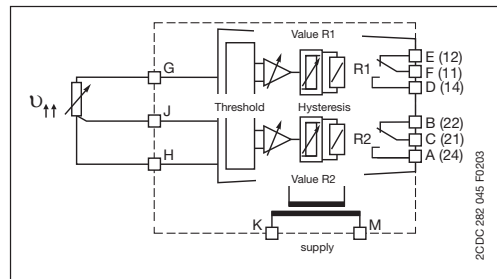 Value R1
G
R1
E (12)
F (11)
D (14)
ʋ↑↑
J
Threshold
Hysteresis
B (22)
R2
C (21)
H
A (24)
Value R2
K
M
supply
2CDC 282 045 F0203